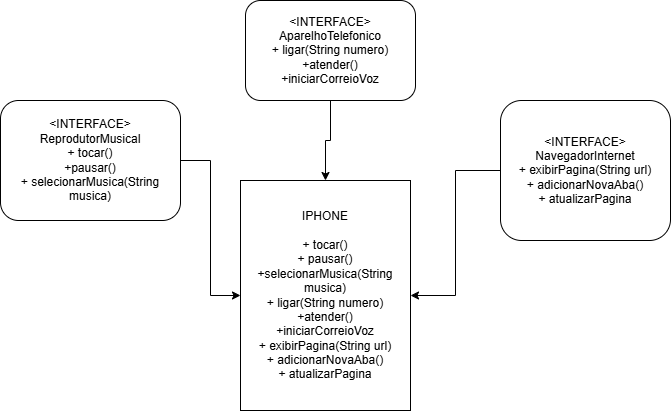 <INTERFACE>
AparelhoTelefonico
+ ligar(String numero)
+atender()
+iniciarCorreioVoz
<INTERFACE>
ReprodutorMusical
+ tocar()
+pausar()
+ selecionarMusica(String
musica)
<INTERFACE>
NavegadorInternet
+ exibirPagina(String url)
+ adicionarNovaAba()
+ atualizarPagina
IPHONE
+ tocar()
+ pausar()
+selecionarMusica(String
musica)
+ ligar(String numero)
+atender()
+iniciarCorreioVoz
+ exibirPagina(String url)
+ adicionarNovaAba()
+ atualizarPagina